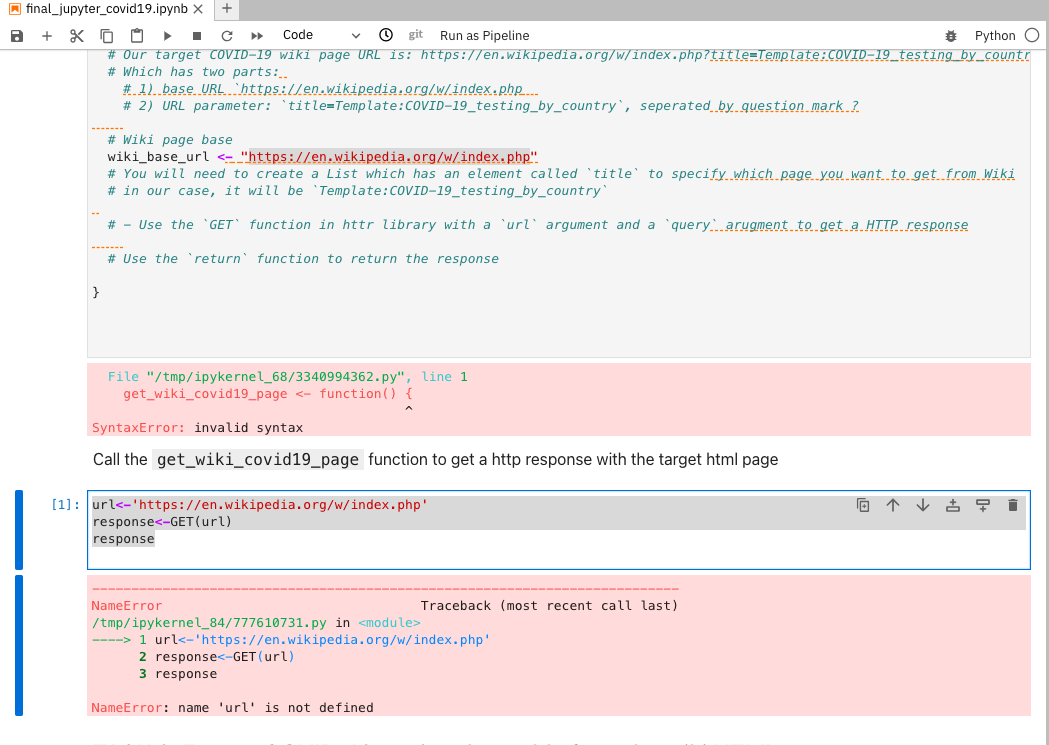 final_jupyter_covid19.ipynb
Code
git
Run as Pipeline
Python
# Our target COVID-19 wiki page URL is: https://en.wikipedia.org/w/index.php?title=Template:COVID-19_testing_by_countr
# Which has two parts:
# 1) base URL `https://en.wikipedia.org/w/index.php
# 2) URL parameter: `title=Template:COVID-19_testing_by_country`, seperated by question mark ?
# Wiki page base
wiki_base_url <- "https://en.wikipedia.org/w/index.php"
# You will need to create a List which has an element called `title` to specify which page you want to get from Wiki
# in our case, it will be `Template:COVID-19_testing_by_country`
# - Use the `GET` function in httr library with a `url` argument and a `query` arugment to get a HTTP response
# Use the `return` function to return the response
}
File "/tmp/ipykernel_68/3340994362.py", line 1
get_wiki_covid19_page <- function() {
^
SyntaxError: invalid syntax
Call the get_wiki_covid19_page function to get a http response with the target html page
[1]:
url<-'https://en.wikipedia.org/w/index.php'
response<-GET(url)
response
---------------------------------------------------------------------------
NameError Traceback (most recent call last)
/tmp/ipykernel_84/777610731.py in <module>
----> 1 url<-'https://en.wikipedia.org/w/index.php'
2 response<-GET(url)
3 response
NameError: name 'url' is not defined